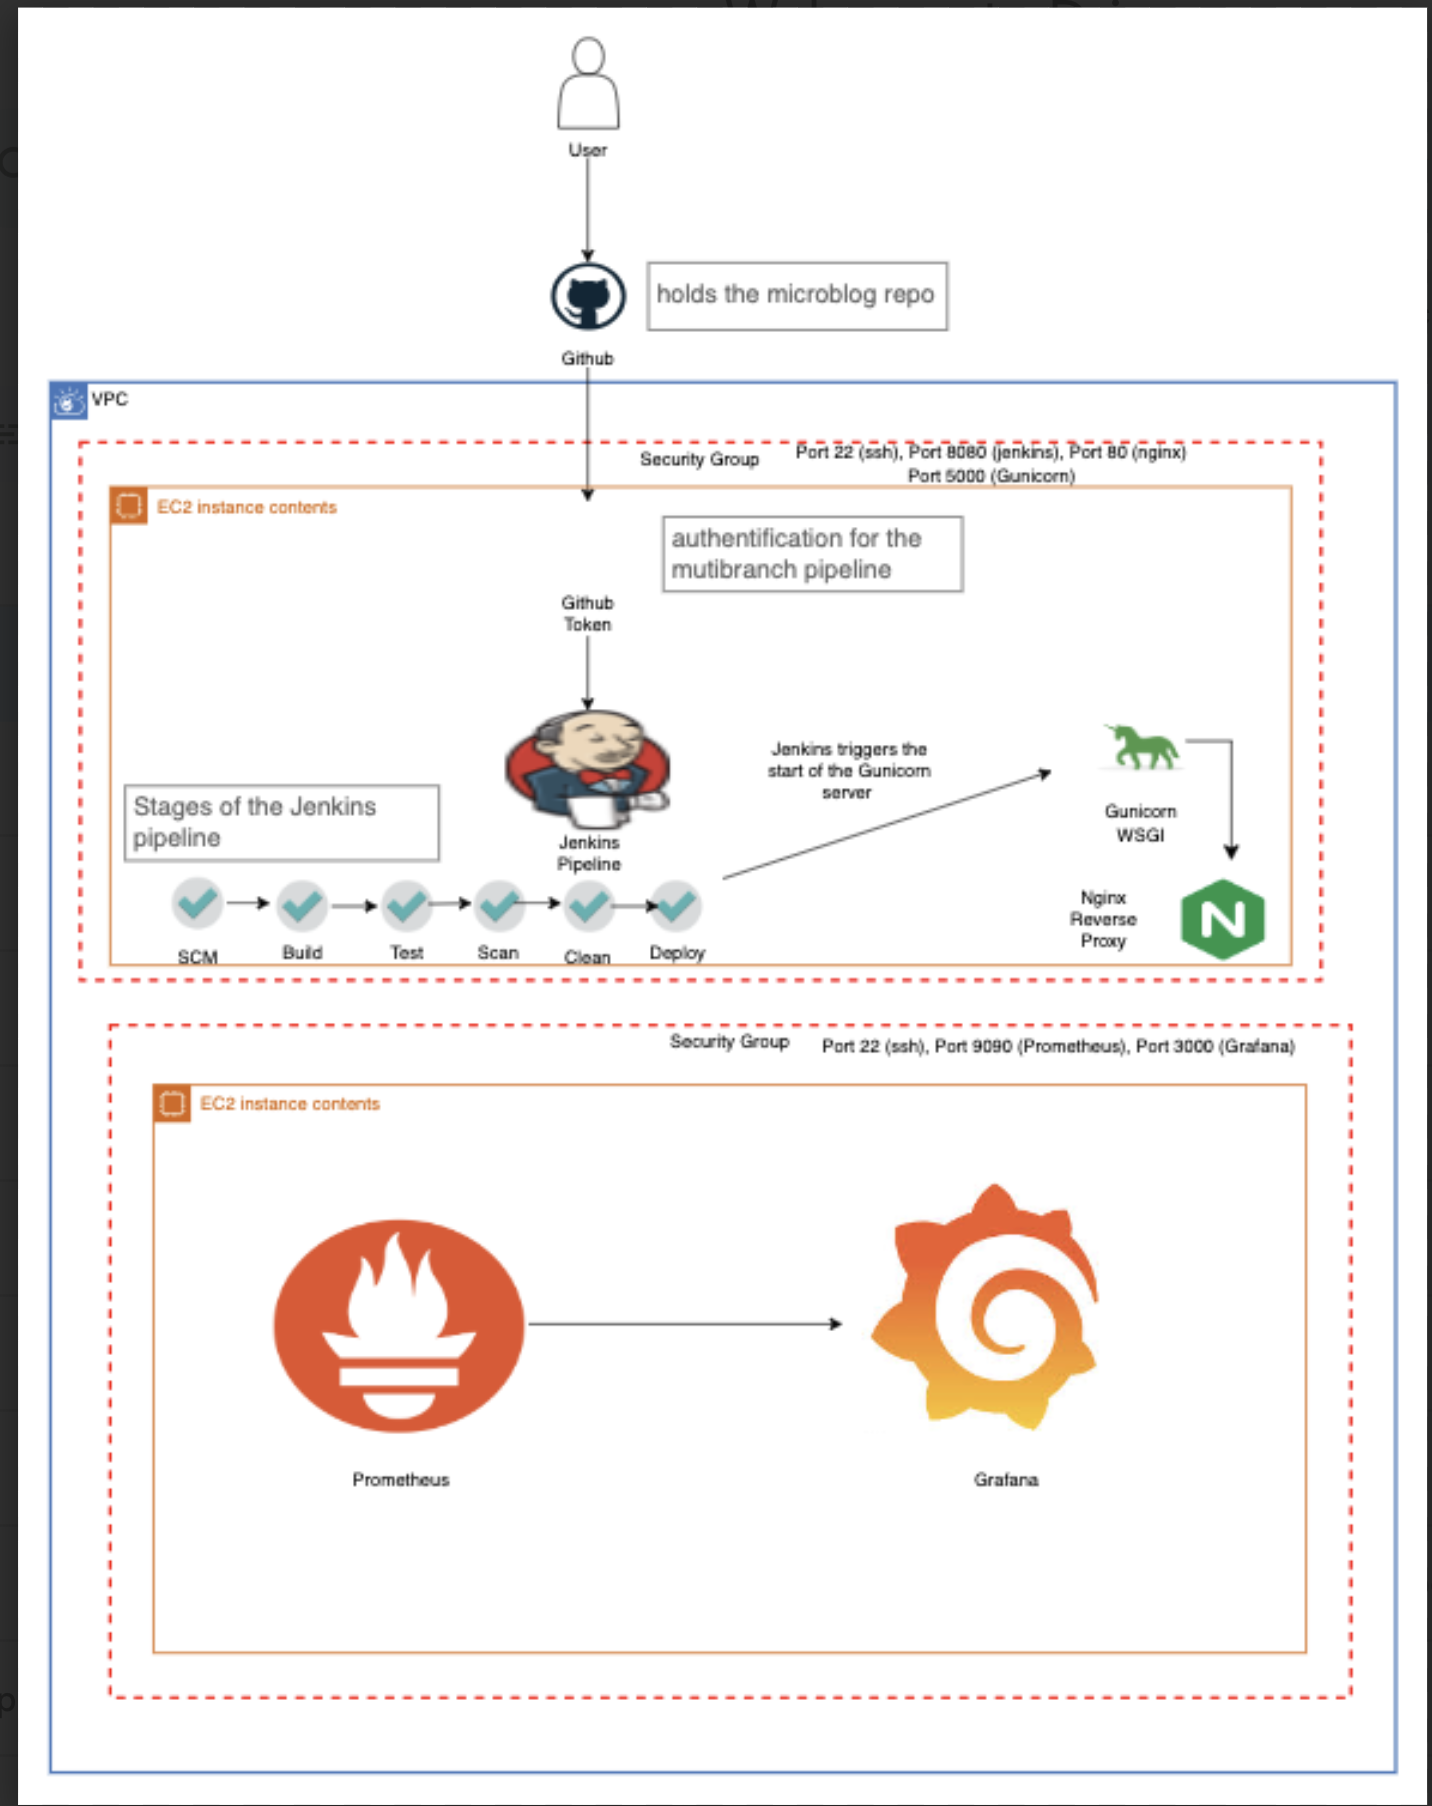 User
holds the microblog repo
Github
VPC
Security Group
Port 22 (ssh), Port 8080 (jenkins), Port 80 (nginx)
Port 5000 (Gunicorn)
EC2 instance contents
authentification for the
mutibranch pipeline
Github
Token
Jenkins triggers the
start of the Gunicorn
server
Gunicorn
WSGI
Stages of the Jenkins
pipeline
Jenkins
Pipeline
Nginx
Reverse
Proxy
N
SCM
Build
Test
Scan
Clean
Deploy
Security Group
Port 22 (ssh), Port 9090 (Prometheus), Port 3000 (Grafana)
EC2 instance contents
Prometheus
Grafana